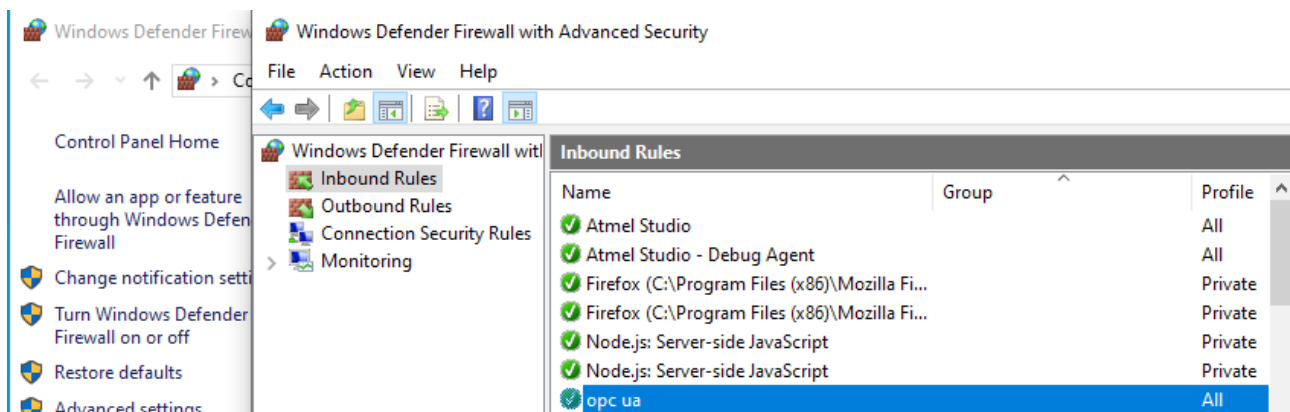 Windows Defender Firew
Co
Control Panel Home
Allow an app or feature
through Windows Defen
Firewall
Change notification setti
Turn Windows Defender
Firewall on or off
Restore defaults
Advanced settings
Windows Defender Firewall with Advanced Security
File Action View Help
Windows Defender Firewall witl
Inbound Rules
Outbound Rules
Connection Security Rules
Monitoring
Inbound Rules
Name Group Profile
Atmel Studio All
Atmel Studio - Debug Agent All
Firefox (C:\Program Files (x86)\Mozilla Fi... Private
Firefox (C:\Program Files (x86)\Mozilla Fi... Private
Node.js: Server-side JavaScript Private
Node.js: Server-side JavaScript Private
opc ua All